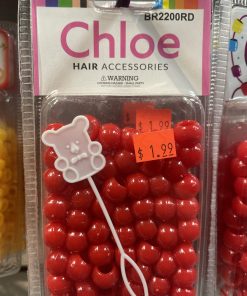 BR2200RD
Chloe
HAIR ACCESSORIES
⚠WARNING
$1.99
$1.99